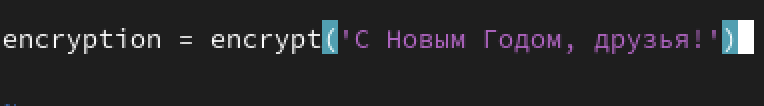 encryption = encrypt('С Новым Годом, друзья!')